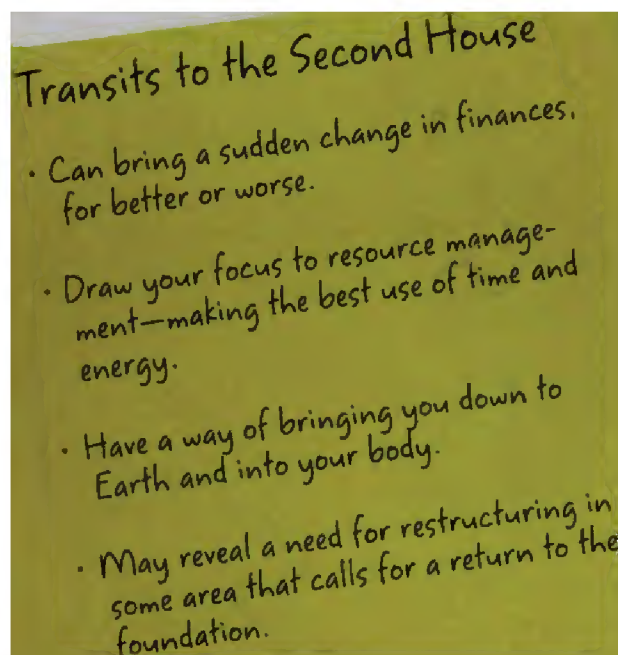 Transits to the Second House
· Can bring a sudden change in finances,
for better or worse.
· Draw your focus to resource manage-
ment—making the best use of time and
energy.
· Have a way of bringing you down to
Earth and into your body.
· May reveal a need for restructuring in
some area that calls for a return to the
foundation.